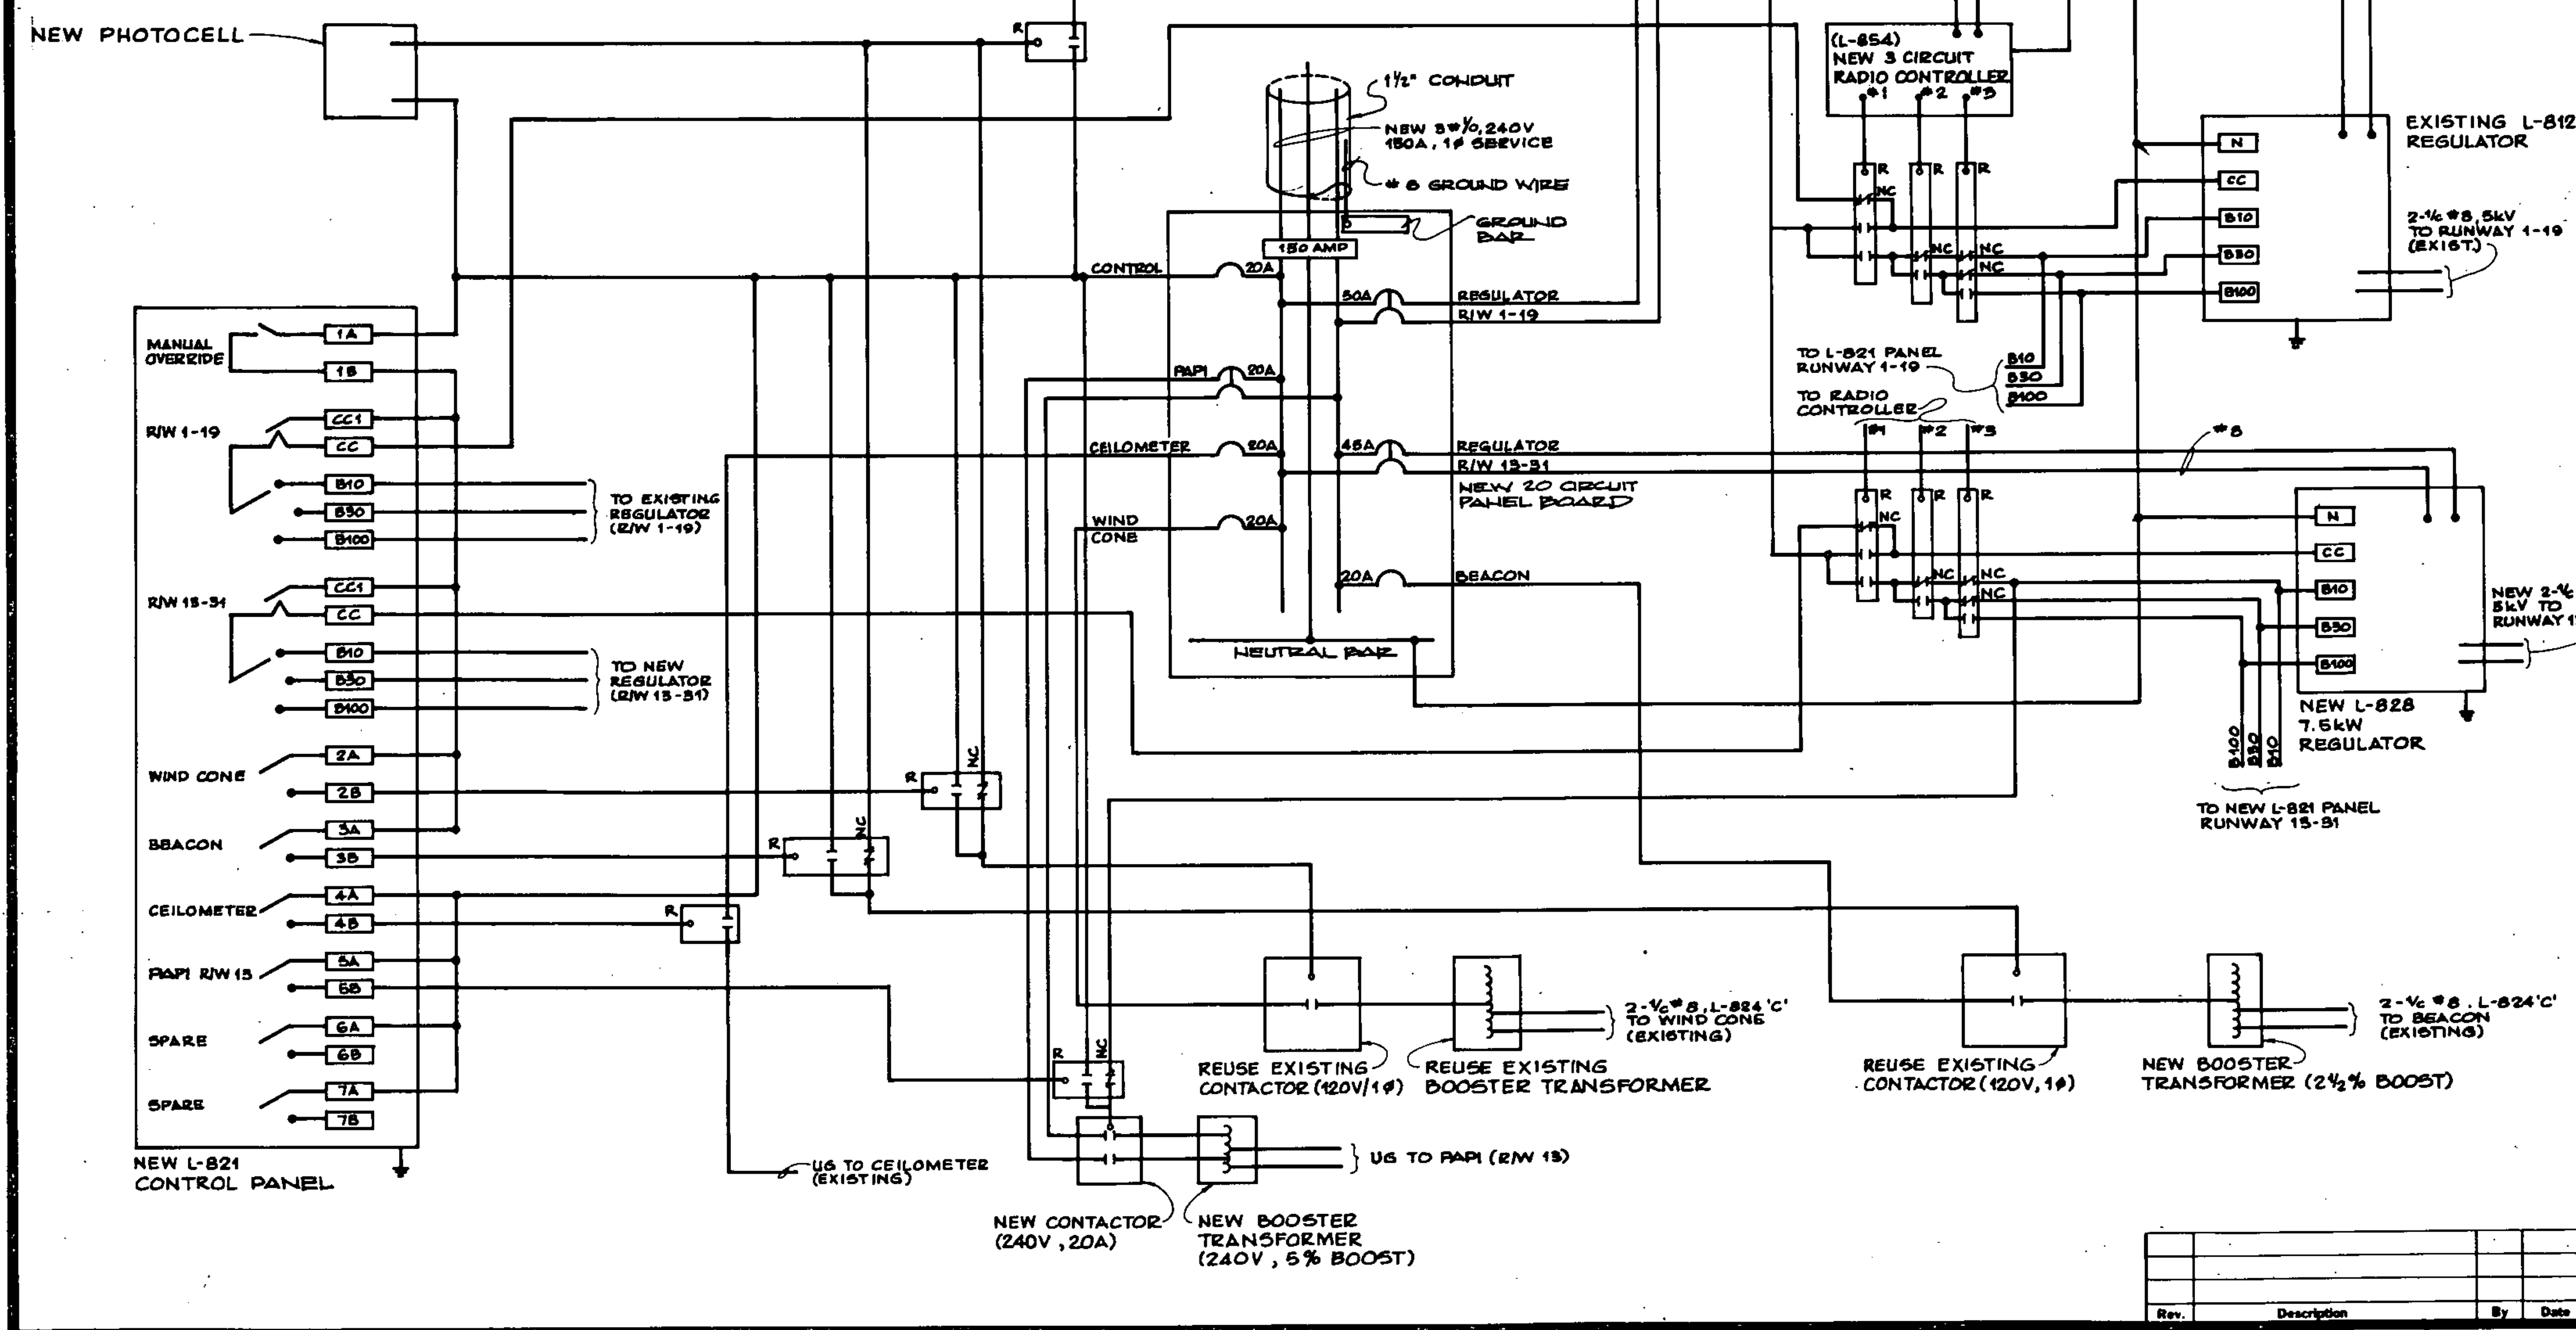 NEW PHOTOCELL
R
1½" CONDUIT
NEW 3#1/0, 240V
150A, 1ø SERVICE
# 8 GROUND WIRE
GROUND
BAR
150 AMP
CONTROL
20A
50A
REGULATOR
R/W 1-19
PAPI
20A
CEILOMETER
20A
45A
REGULATOR
R/W 13-31
NEW 20 CIRCUIT
PANEL BOARD
WIND
CONE
20A
20A
BEACON
NEUTRAL BAR
(L-854)
NEW 3 CIRCUIT
RADIO CONTROLLER
#1
#2
#3
R
R
R
NC
NC
NC
NC
N
CC
B10
B30
B100
EXISTING L-812
REGULATOR
2-1/c #8, 5kV
TO RUNWAY 1-19
(EXIST.)
TO L-821 PANEL
RUNWAY 1-19
B10
B30
B100
TO RADIO
CONTROLLER
#1
#2
#3
#8
R
R
R
NC
NC
NC
NC
N
CC
B10
B30
B100
NEW 2-1/c
5kV TO
RUNWAY 1
NEW L-828
7.5kW
REGULATOR
B100
B30
B10
TO NEW L-821 PANEL
RUNWAY 13-31
MANUAL
OVERRIDE
1A
1B
R/W 1-19
CC1
CC
B10
B30
B100
TO EXISTING
REGULATOR
(R/W 1-19)
R/W 13-31
CC1
CC
B10
B30
B100
TO NEW
REGULATOR
(R/W 13-31)
WIND CONE
2A
2B
BEACON
3A
3B
CEILOMETER
4A
4B
PAPI R/W 13
5A
5B
SPARE
6A
6B
SPARE
7A
7B
NEW L-821
CONTROL PANEL
R
NC
R
NC
R
R
NC
UG TO CEILOMETER
(EXISTING)
NEW CONTACTOR
(240V, 20A)
NEW BOOSTER
TRANSFORMER
(240V, 5% BOOST)
UG TO PAPI (R/W 13)
REUSE EXISTING
CONTACTOR (120V/1ø)
REUSE EXISTING
BOOSTER TRANSFORMER
2-1/c #8, L-824 'C'
TO WIND CONE
(EXISTING)
REUSE EXISTING
CONTACTOR (120V, 1ø)
NEW BOOSTER
TRANSFORMER (2½% BOOST)
2-1/c #8, L-824 'C'
TO BEACON
(EXISTING)
Rev.
Description
By
Date